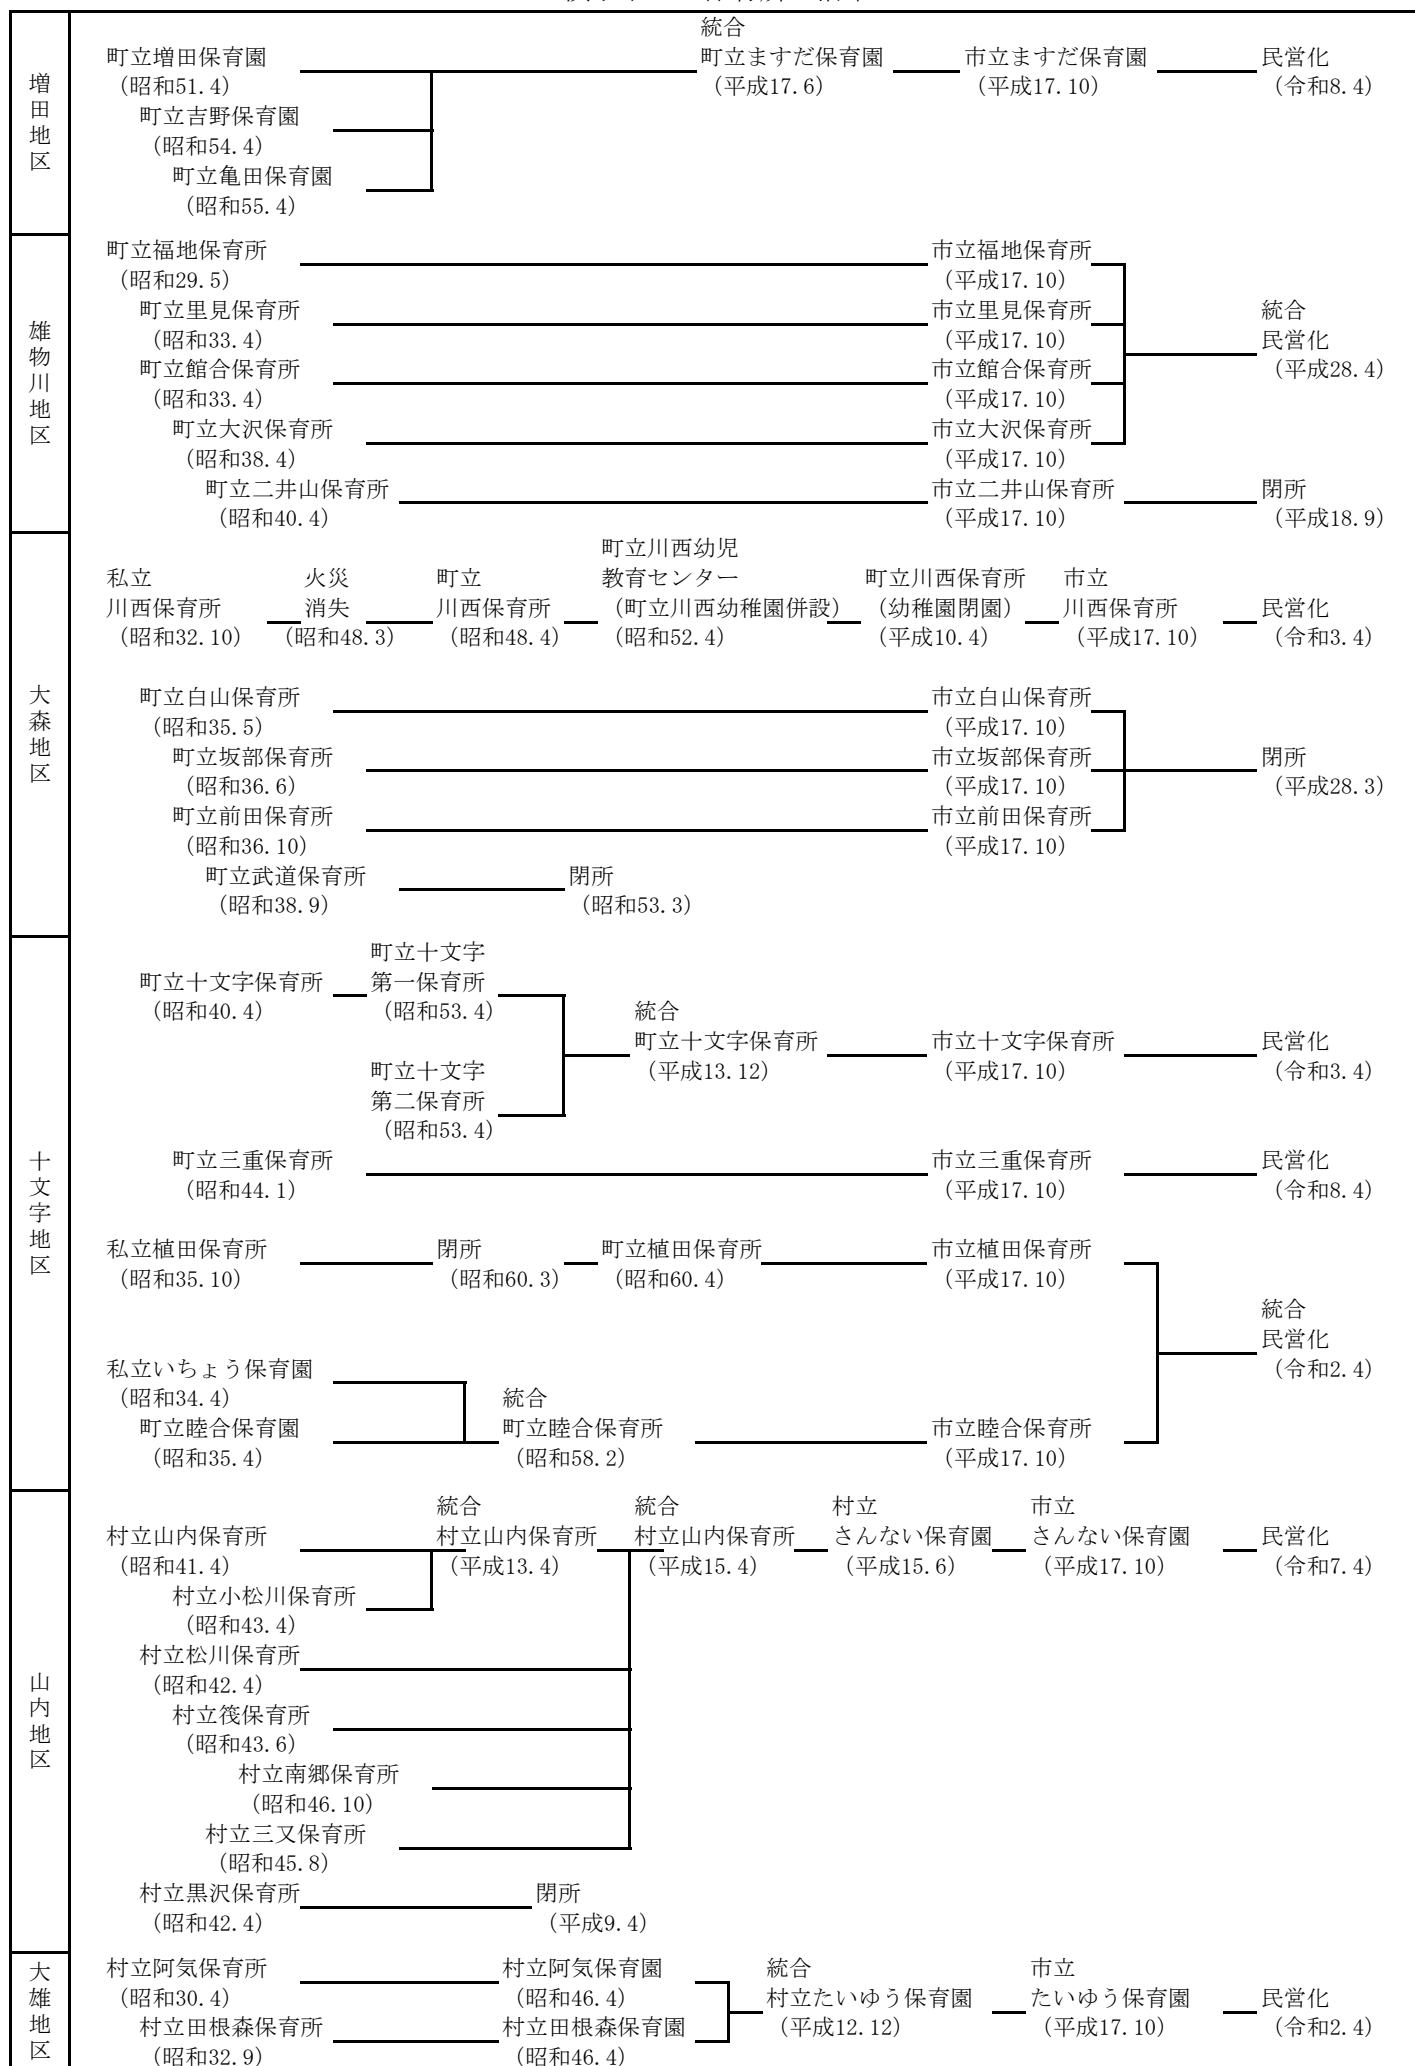 増田地区
統合
町立増田保育園 町立ますだ保育園 市立ますだ保育園 民営化
(昭和51.4) (平成17.6) (平成17.10) (令和8.4)
町立吉野保育園
(昭和54.4)
町立亀田保育園
(昭和55.4)
雄物川地区
町立福地保育所 市立福地保育所
(昭和29.5) (平成17.10)
町立里見保育所 市立里見保育所 統合
(昭和33.4) (平成17.10) 民営化
町立館合保育所 市立館合保育所 (平成28.4)
(昭和33.4) (平成17.10)
町立大沢保育所 市立大沢保育所
(昭和38.4) (平成17.10)
町立二井山保育所 市立二井山保育所 閉所
(昭和40.4) (平成17.10) (平成18.9)
大森地区
町立川西幼児
私立 火災 町立 教育センター 町立川西保育所 市立
川西保育所 消失 川西保育所 (町立川西幼稚園併設) (幼稚園閉園) 川西保育所 民営化
(昭和32.10) (昭和48.3) (昭和48.4) (昭和52.4) (平成10.4) (平成17.10) (令和3.4)
町立白山保育所 市立白山保育所
(昭和35.5) (平成17.10)
町立坂部保育所 市立坂部保育所 閉所
(昭和36.6) (平成17.10) (平成28.3)
町立前田保育所 市立前田保育所
(昭和36.10) (平成17.10)
町立武道保育所 閉所
(昭和38.9) (昭和53.3)
十文字地区
町立十文字
町立十文字保育所 第一保育所
(昭和40.4) (昭和53.4) 統合
町立十文字保育所 市立十文字保育所 民営化
町立十文字 (平成13.12) (平成17.10) (令和3.4)
第二保育所
(昭和53.4)
町立三重保育所 市立三重保育所 民営化
(昭和44.1) (平成17.10) (令和8.4)
私立植田保育所 閉所 町立植田保育所 市立植田保育所
(昭和35.10) (昭和60.3) (昭和60.4) (平成17.10)
統合
民営化
私立いちょう保育園 (令和2.4)
(昭和34.4) 統合
町立睦合保育園 町立睦合保育所 市立睦合保育所
(昭和35.4) (昭和58.2) (平成17.10)
山内地区
統合 統合 村立 市立
村立山内保育所 村立山内保育所 村立山内保育所 さんない保育園 さんない保育園 民営化
(昭和41.4) (平成13.4) (平成15.4) (平成15.6) (平成17.10) (令和7.4)
村立小松川保育所
(昭和43.4)
村立松川保育所
(昭和42.4)
村立筏保育所
(昭和43.6)
村立南郷保育所
(昭和46.10)
村立三又保育所
(昭和45.8)
村立黒沢保育所 閉所
(昭和42.4) (平成9.4)
大雄地区
村立阿気保育所 村立阿気保育園 統合 市立
(昭和30.4) (昭和46.4) 村立たいゆう保育園 たいゆう保育園 民営化
村立田根森保育所 村立田根森保育園 (平成12.12) (平成17.10) (令和2.4)
(昭和32.9) (昭和46.4)